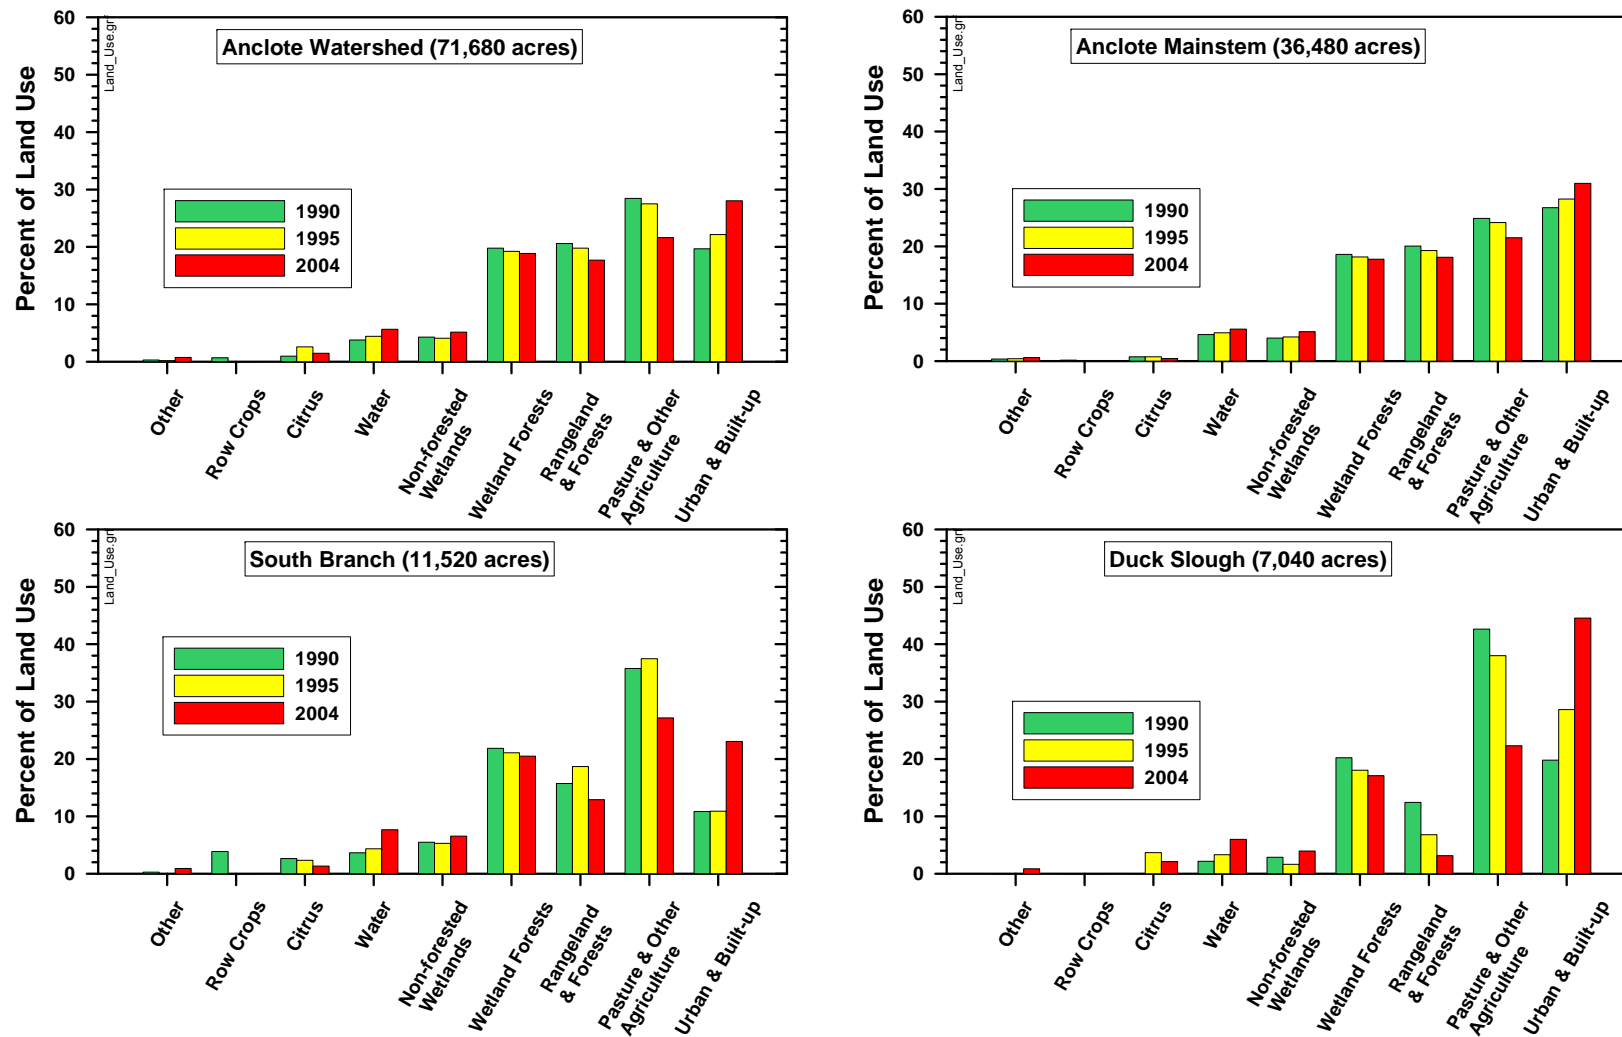 Anclote Watershed (71,680 acres)
Land_Use.grf
Percent of Land Use
60
50
40
30
20
10
0
1990
1995
2004
Other
Row Crops
Citrus
Water
Non-forested
Wetlands
Wetland Forests
Rangeland
& Forests
Pasture & Other
Agriculture
Urban & Built-up
Anclote Mainstem (36,480 acres)
Land_Use.grf
Percent of Land Use
60
50
40
30
20
10
0
1990
1995
2004
Other
Row Crops
Citrus
Water
Non-forested
Wetlands
Wetland Forests
Rangeland
& Forests
Pasture & Other
Agriculture
Urban & Built-up
South Branch (11,520 acres)
Land_Use.grf
Percent of Land Use
60
50
40
30
20
10
0
1990
1995
2004
Other
Row Crops
Citrus
Water
Non-forested
Wetlands
Wetland Forests
Rangeland
& Forests
Pasture & Other
Agriculture
Urban & Built-up
Duck Slough (7,040 acres)
Land_Use.grf
Percent of Land Use
60
50
40
30
20
10
0
1990
1995
2004
Other
Row Crops
Citrus
Water
Non-forested
Wetlands
Wetland Forests
Rangeland
& Forests
Pasture & Other
Agriculture
Urban & Built-up